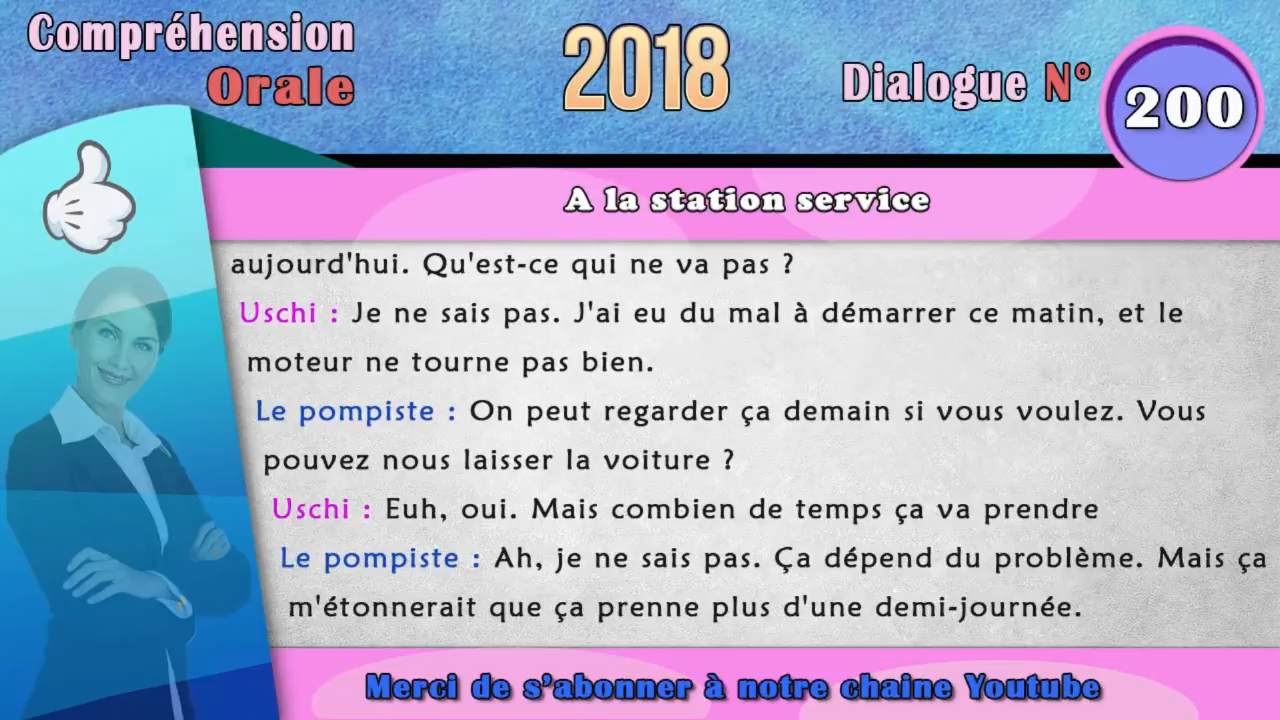 Compréhension
Orale
2018
Dialogue N°
200
A la station service
aujourd'hui. Qu'est-ce qui ne va pas ?
Uschi : Je ne sais pas. J'ai eu du mal à démarrer ce matin, et le
moteur ne tourne pas bien.
Le pompiste : On peut regarder ça demain si vous voulez. Vous
pouvez nous laisser la voiture ?
Uschi : Euh, oui. Mais combien de temps ça va prendre
Le pompiste : Ah, je ne sais pas. Ça dépend du problème. Mais ça
m'étonnerait que ça prenne plus d'une demi-journée.
Merci de s'abonner à notre chaine Youtube